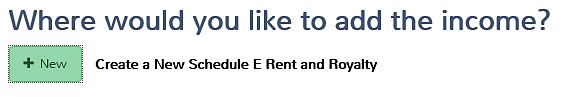 Where would you like to add the income?
+ New Create a New Schedule E Rent and Royalty